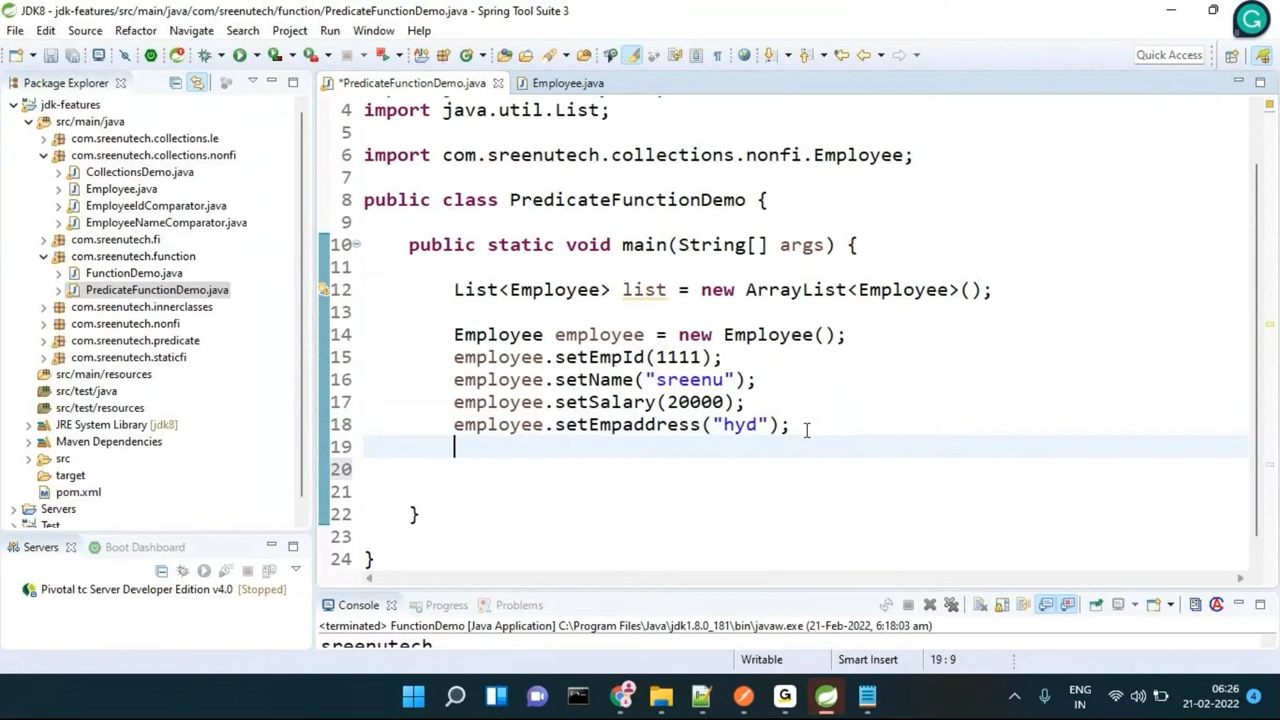 JDK8 - jdk-features/src/main/java/com/sreenutech/function/PredicateFunctionDemo.java - Spring Tool Suite 3
File Edit Source Refactor Navigate Search Project Run Window Help
Quick Access
Package Explorer
jdk-features
src/main/java
com.sreenutech.collections.le
com.sreenutech.collections.nonfi
CollectionsDemo.java
Employee.java
EmployeeIdComparator.java
EmployeeNameComparator.java
com.sreenutech.fi
com.sreenutech.function
FunctionDemo.java
PredicateFunctionDemo.java
com.sreenutech.innerclasses
com.sreenutech.nonfi
com.sreenutech.predicate
com.sreenutech.staticfi
src/main/resources
src/test/java
src/test/resources
JRE System Library [jdk8]
Maven Dependencies
src
target
pom.xml
Servers
Test
*PredicateFunctionDemo.java Employee.java
4 import java.util.List;
5
6 import com.sreenutech.collections.nonfi.Employee;
7
8 public class PredicateFunctionDemo {
9
10 public static void main(String[] args) {
11
12 List<Employee> list = new ArrayList<Employee>();
13
14 Employee employee = new Employee();
15 employee.setEmpId(1111);
16 employee.setName("sreenu");
17 employee.setSalary(20000);
18 employee.setEmpaddress("hyd");
19
20
21
22 }
23
24 }
Servers Boot Dashboard
Pivotal tc Server Developer Edition v4.0 [Stopped]
Console Progress Problems
<terminated> FunctionDemo [Java Application] C:\Program Files\Java\jdk1.8.0_181\bin\javaw.exe (21-Feb-2022, 6:18:03 am)
sreenutech
Writable Smart Insert 19 : 9
ENG
IN
06:26
21-02-2022
4